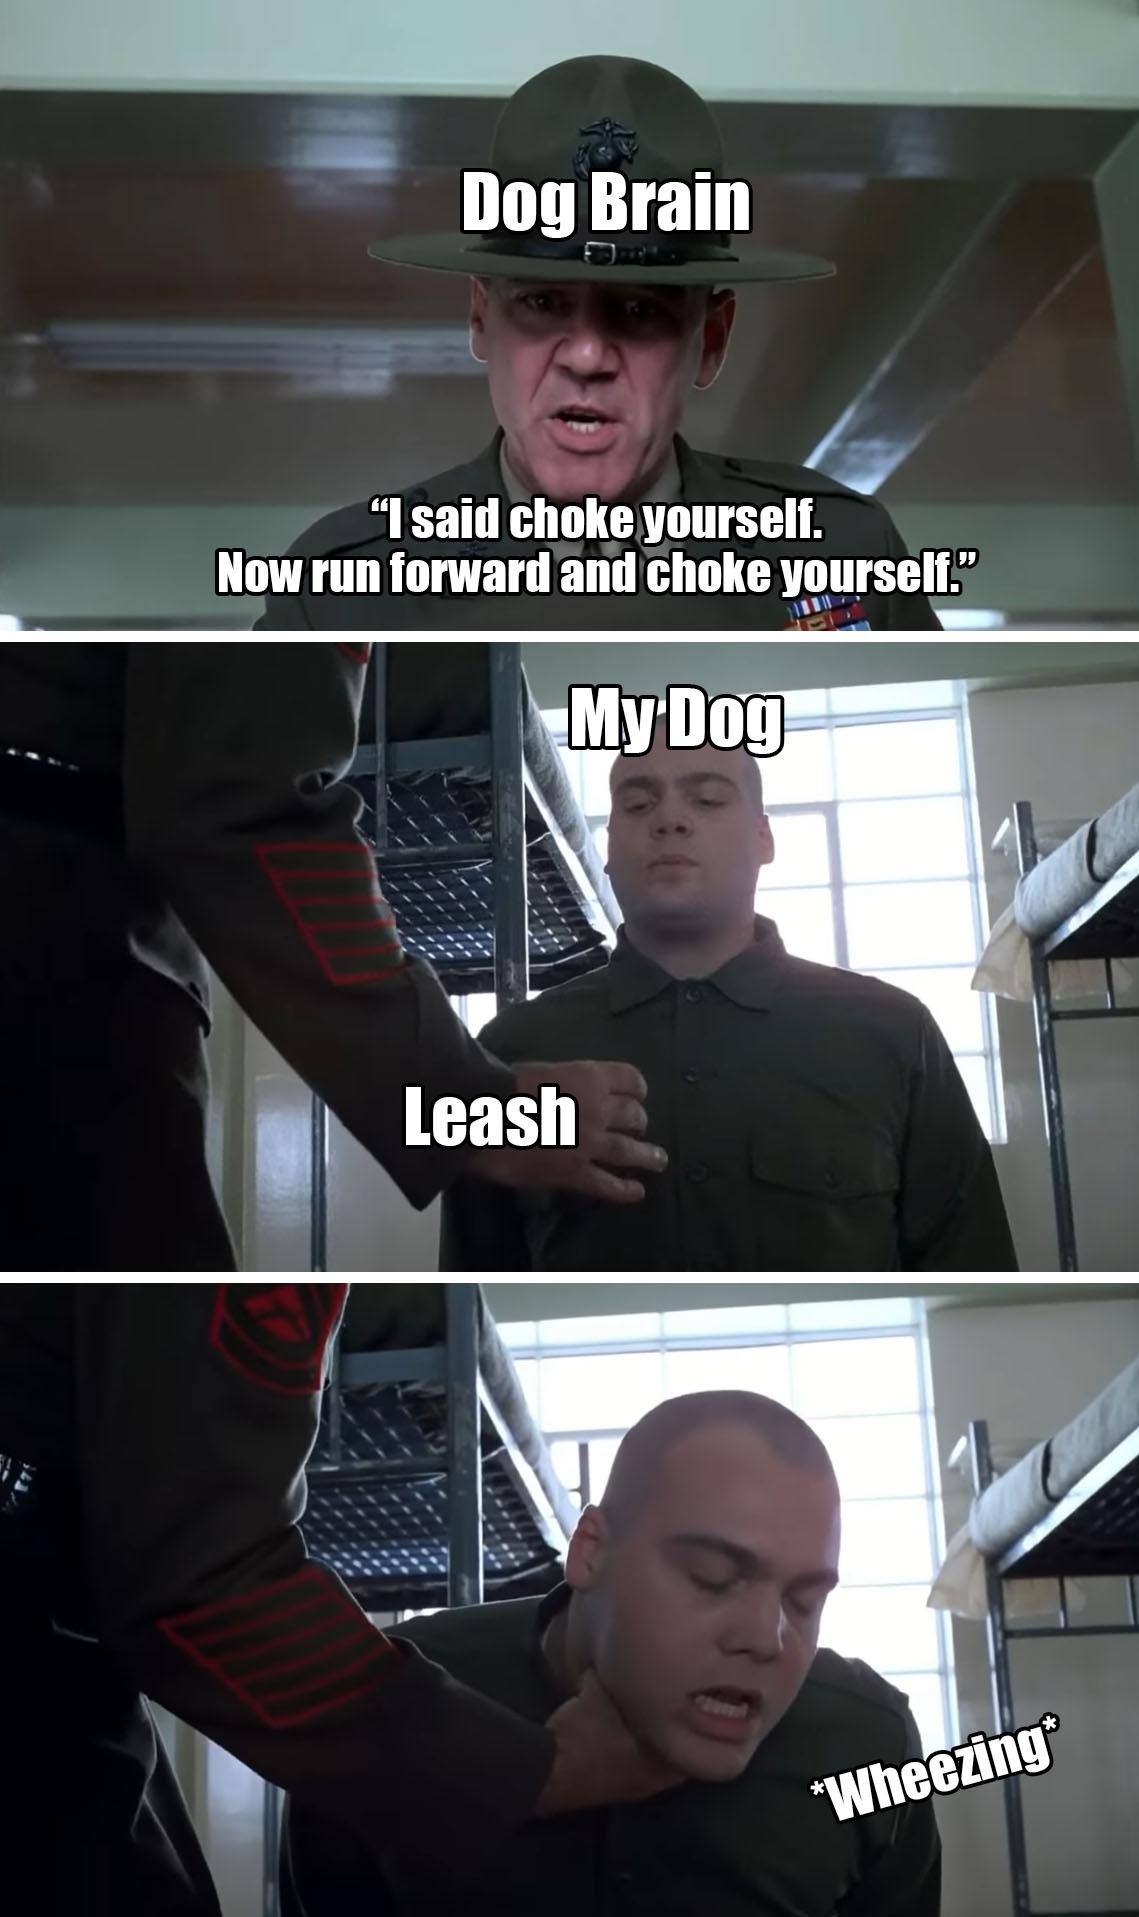 Dog Brain
“I said choke yourself.
Now run forward and choke yourself.”
My Dog
Leash
*Wheezing*